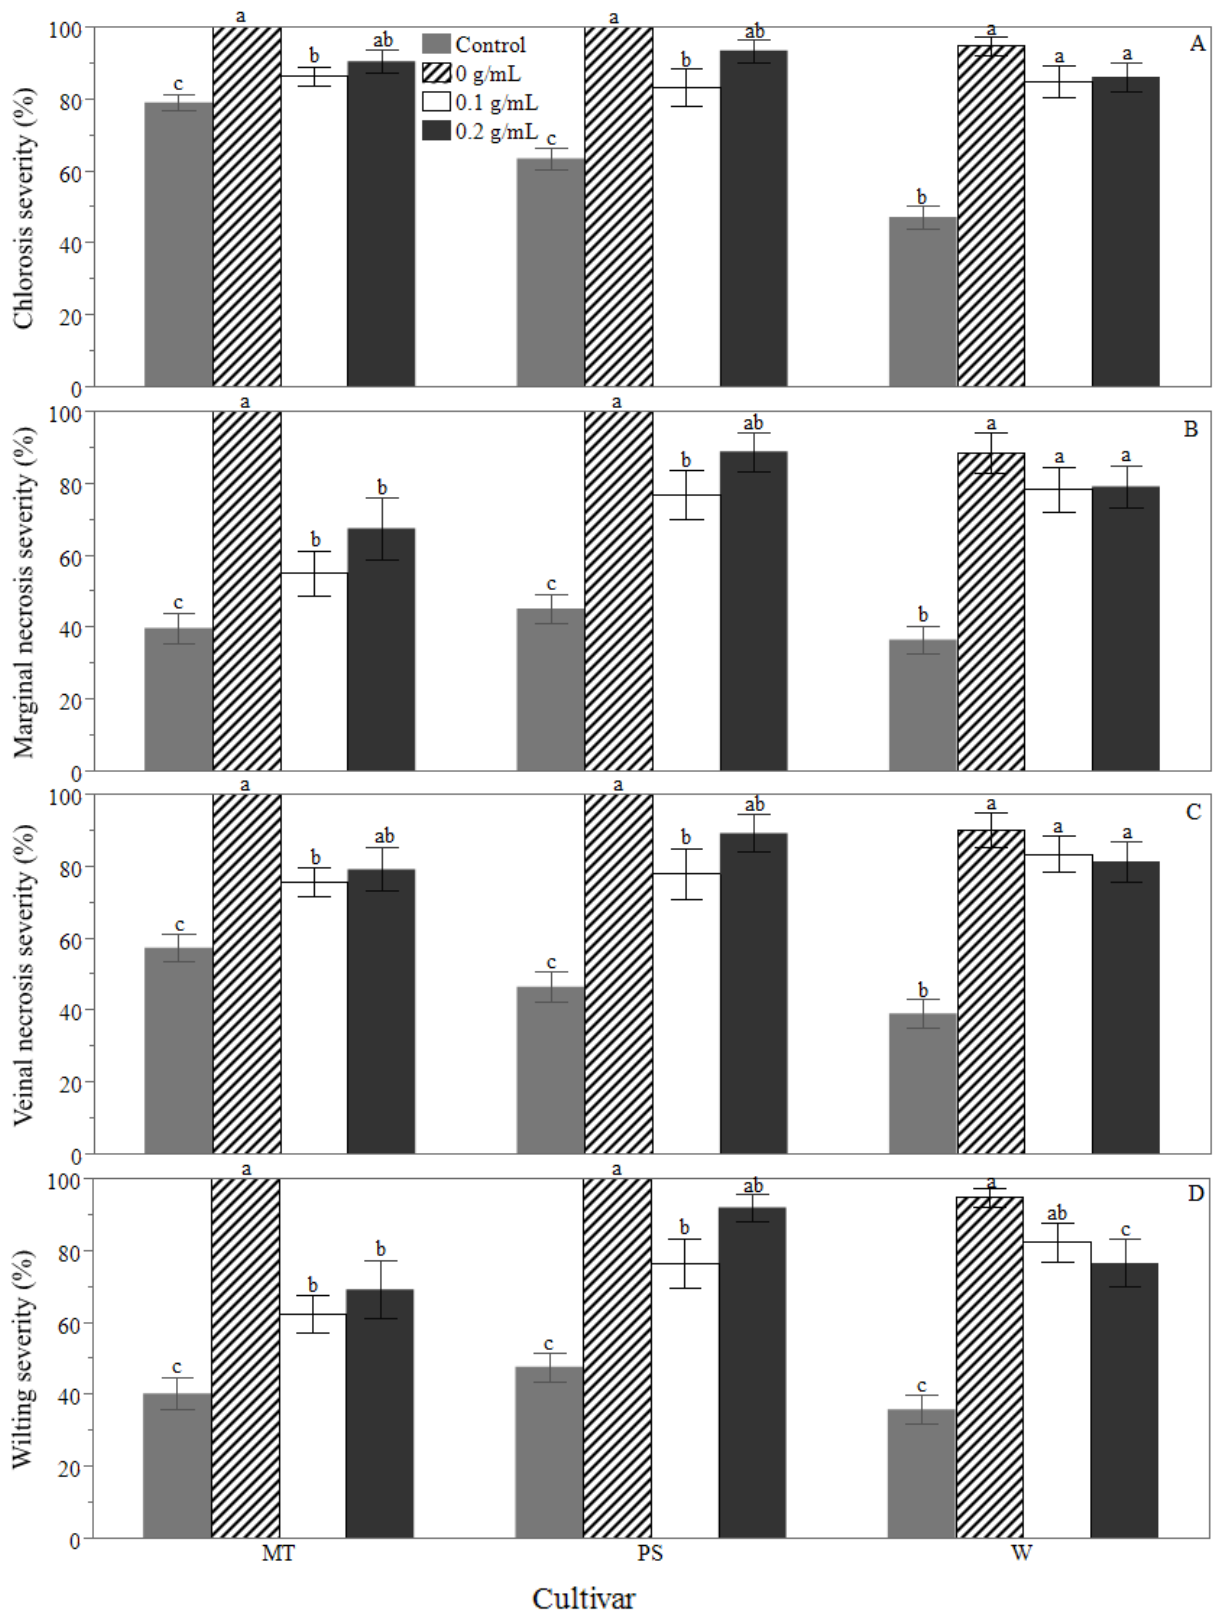 Chlorosis severity (%)
100
80
60
40
20
0
Control
0 g/mL
0.1 g/mL
0.2 g/mL
A
c a b ab
c a b ab
b a a a
Marginal necrosis severity (%)
100
80
60
40
20
0
B
c a b b
c a b ab
b a a a
Veinal necrosis severity (%)
100
80
60
40
20
0
C
c a b ab
c a b ab
b a a a
Wilting severity (%)
100
80
60
40
20
0
D
c a b b
c a b ab
c a ab c
MT PS W
Cultivar